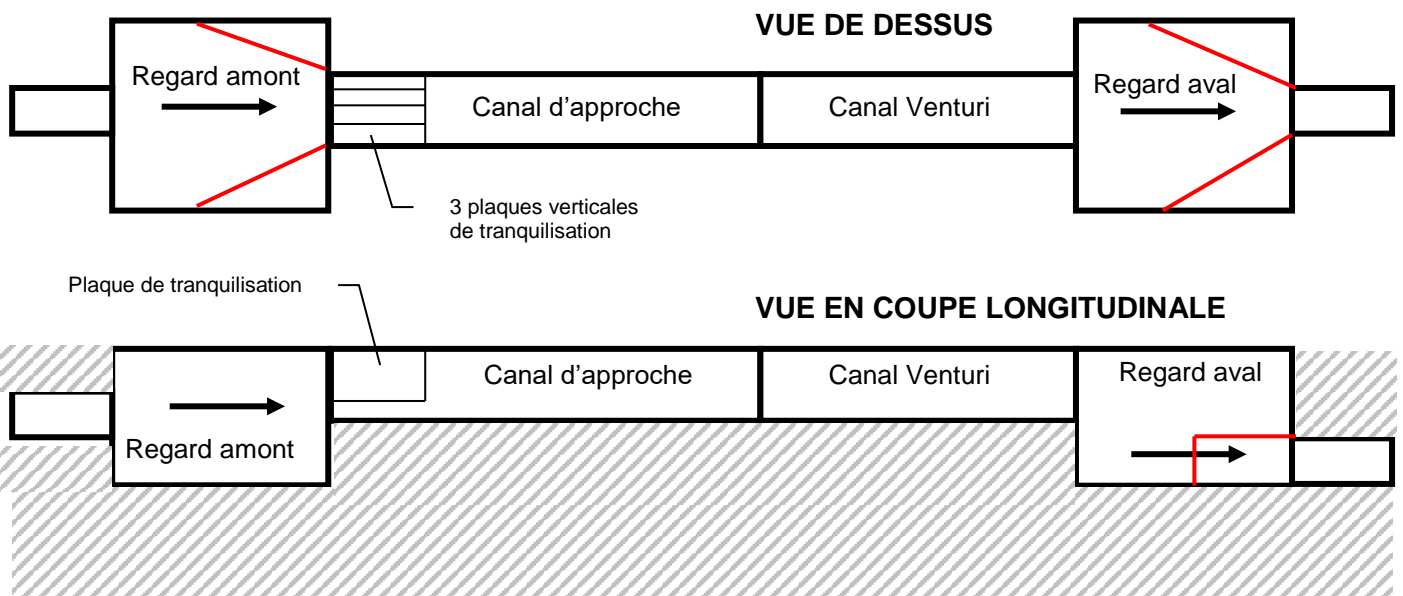 VUE DE DESSUS
Regard amont
Canal d'approche
Canal Venturi
Regard aval
3 plaques verticales
de tranquilisation
Plaque de tranquilisation
VUE EN COUPE LONGITUDINALE
Canal d'approche
Canal Venturi
Regard aval
Regard amont